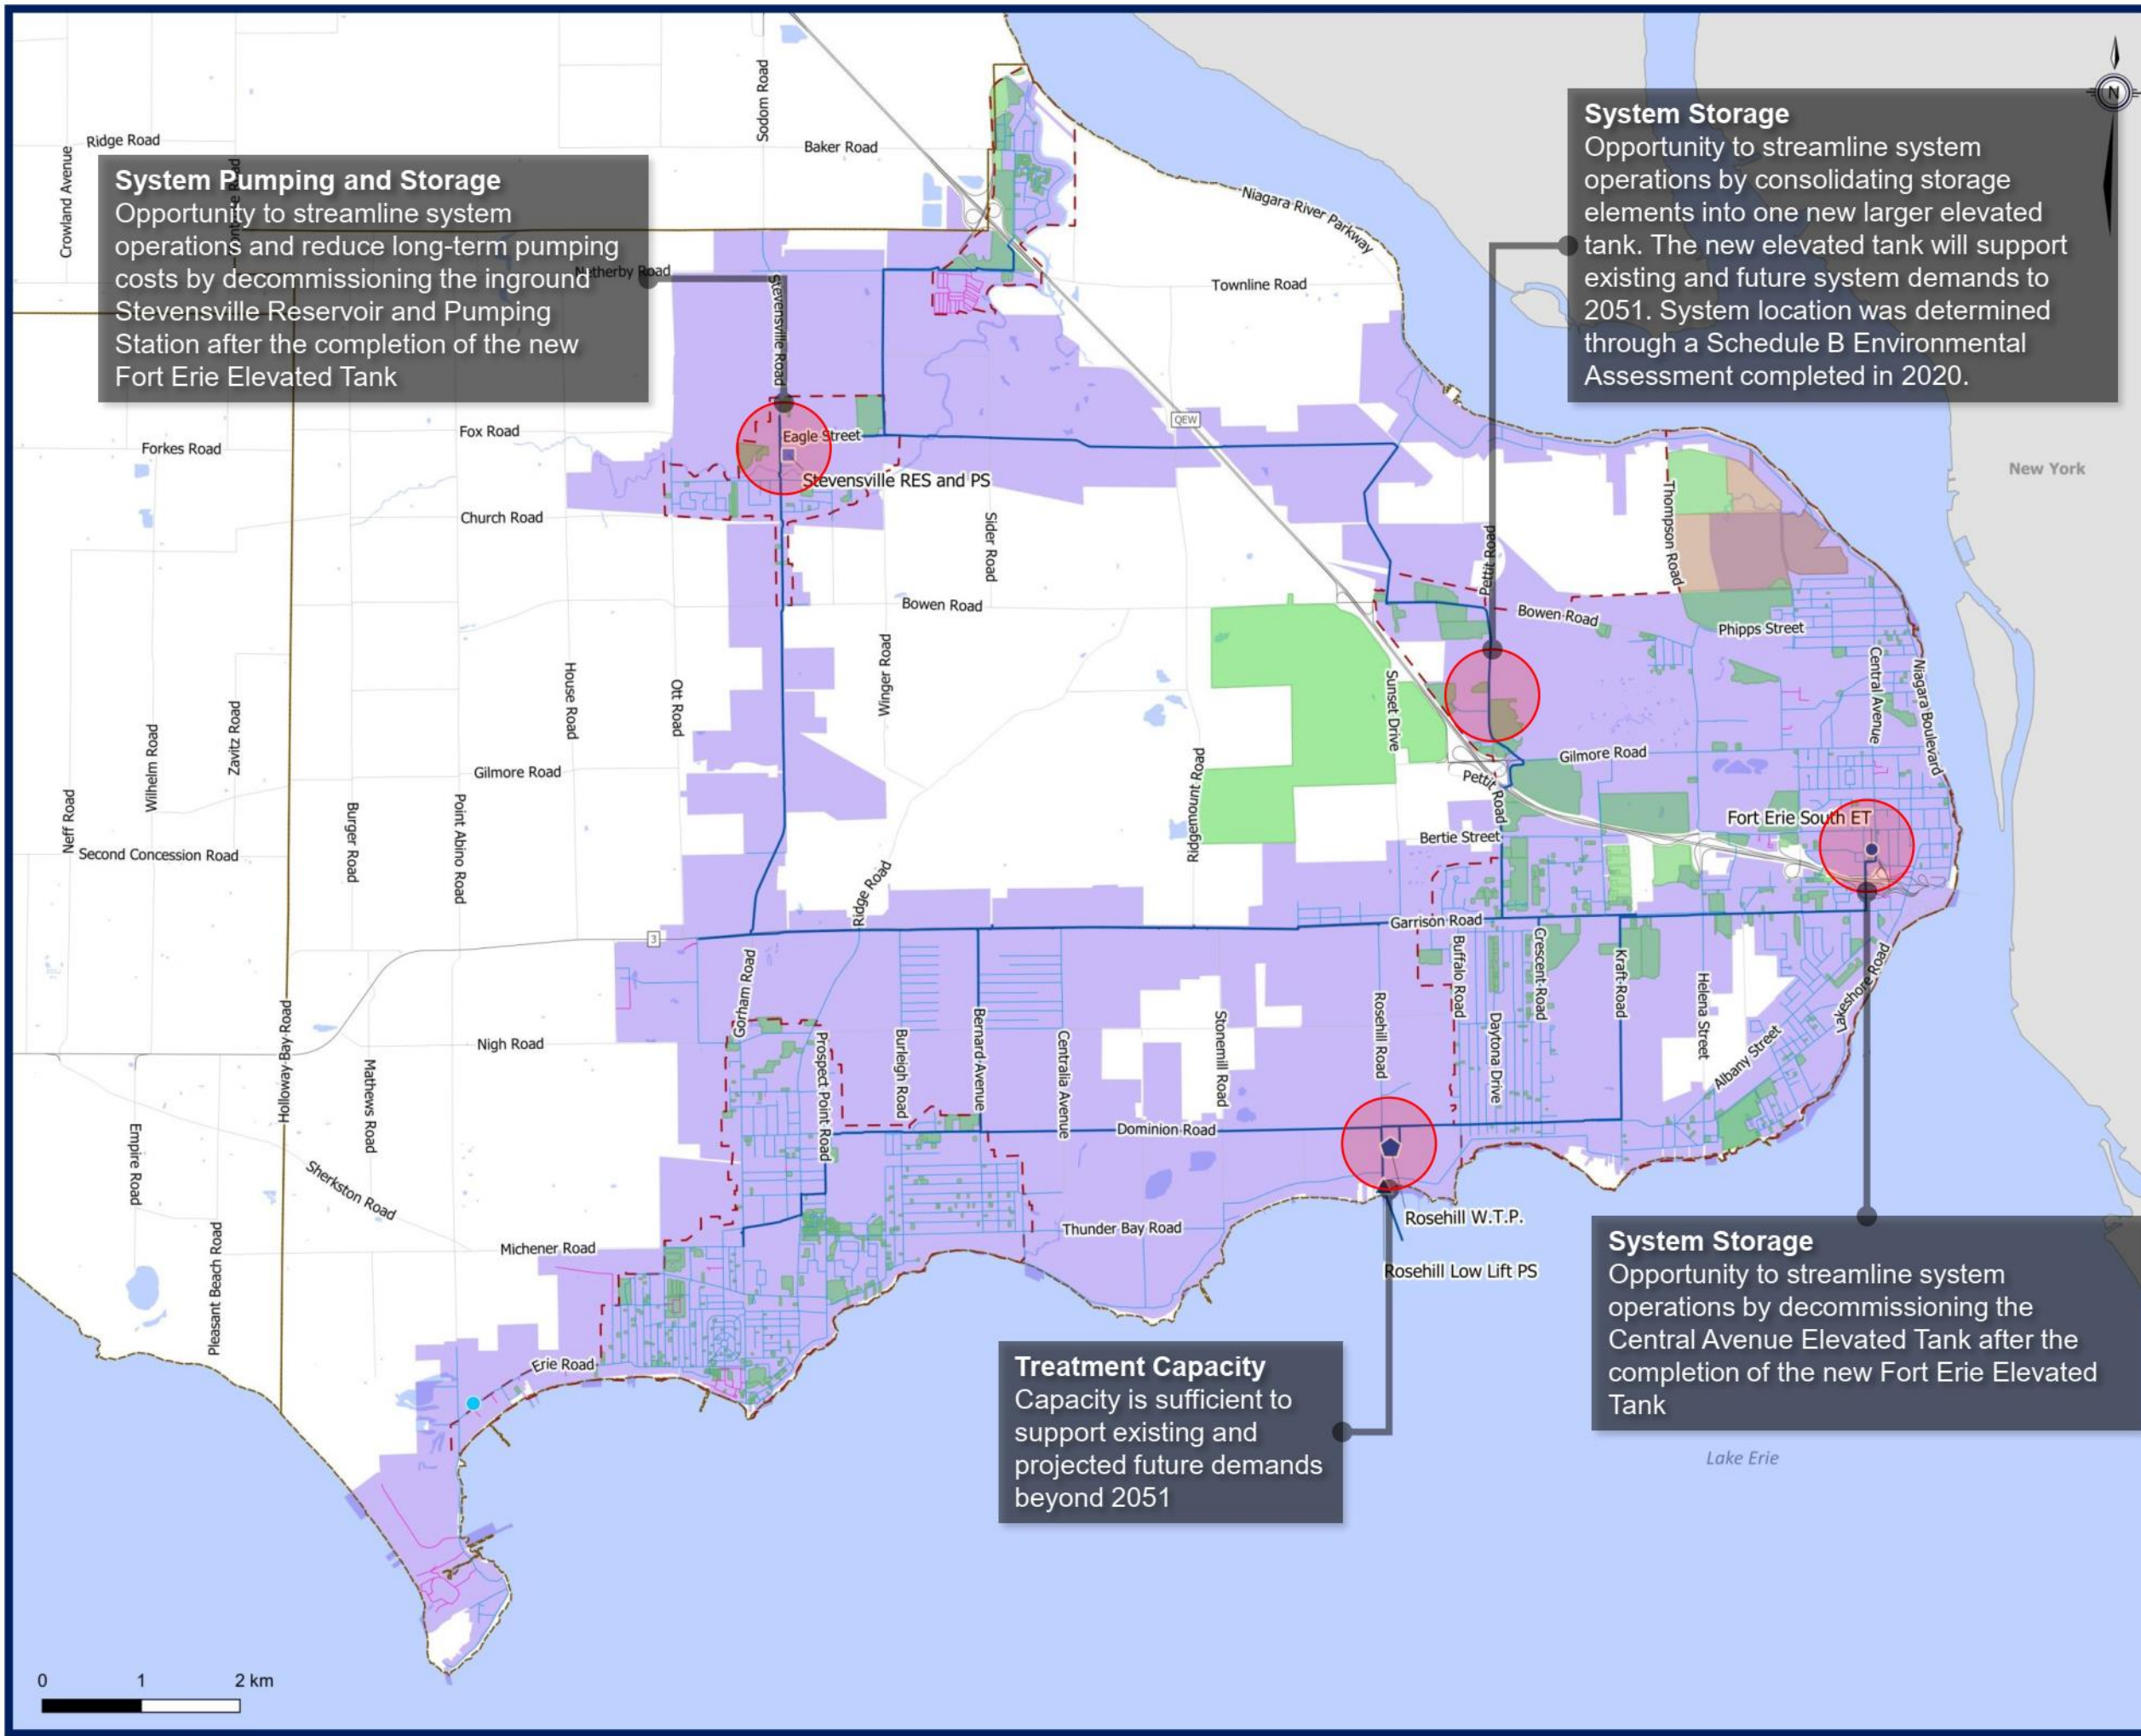 Sodom Road
Ridge Road
Baker Road
Crowland Avenue
N
System Storage
Opportunity to streamline system
operations by consolidating storage
elements into one new larger elevated
tank. The new elevated tank will support
existing and future system demands to
2051. System location was determined
through a Schedule B Environmental
Assessment completed in 2020.
System Pumping and Storage
Opportunity to streamline system
operations and reduce long-term pumping
costs by decommissioning the inground
Stevensville Reservoir and Pumping
Station after the completion of the new
Fort Erie Elevated Tank
Netherby Road
Niagara River Parkway
Townline Road
Stevensville Road
QEW
Fox Road
Eagle Street
Forkes Road
Stevensville RES and PS
New York
Church Road
Sider Road
Thompson Road
Pettit Road
Bowen Road
Bowen Road
Phipps Street
Winger Road
House Road
Ott Road
Sunset Drive
Central Avenue
Niagara Boulevard
Wilhelm Road
Zavitz Road
Gilmore Road
Gilmore Road
Pettit Road
Ridgemount Road
Neff Road
Burger Road
Point Abino Road
Fort Erie South ET
Bertie Street
Second Concession Road
Ridge Road
Garrison Road
3
Gorham Road
Buffalo Road
Crescent Road
Kraft Road
Helena Street
Lakeshore Road
Holloway Bay Road
Nigh Road
Mathews Road
Prospect Point Road
Burleigh Road
Bernard Avenue
Centralia Avenue
Stonemill Road
Rosehill Road
Daytona Drive
Albany Street
Dominion Road
Empire Road
Sherkston Road
Pleasant Beach Road
Michener Road
Thunder Bay Road
Rosehill W.T.P.
Rosehill Low Lift PS
System Storage
Opportunity to streamline system
operations by decommissioning the
Central Avenue Elevated Tank after the
completion of the new Fort Erie Elevated
Tank
Erie Road
Treatment Capacity
Capacity is sufficient to
support existing and
projected future demands
beyond 2051
Lake Erie
0 1 2 km